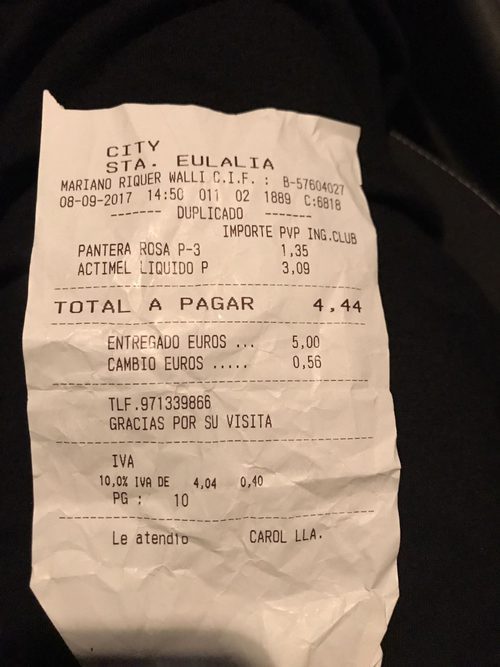 CITY
STA. EULALIA
MARIANO RIQUER WALLI C.I.F. : B-57604027
08-09-2017 14:50 011 02 1889 C:6818
------- DUPLICADO -------
IMPORTE PVP ING.CLUB
PANTERA ROSA P-3 1,35
ACTIMEL LIQUIDO P 3,09
TOTAL A PAGAR 4,44
ENTREGADO EUROS ... 5,00
CAMBIO EUROS ..... 0,56
TLF.971339866
GRACIAS POR SU VISITA
IVA
10,0% IVA DE 4,04 0,40
PG : 10
Le atendio CAROL LLA.